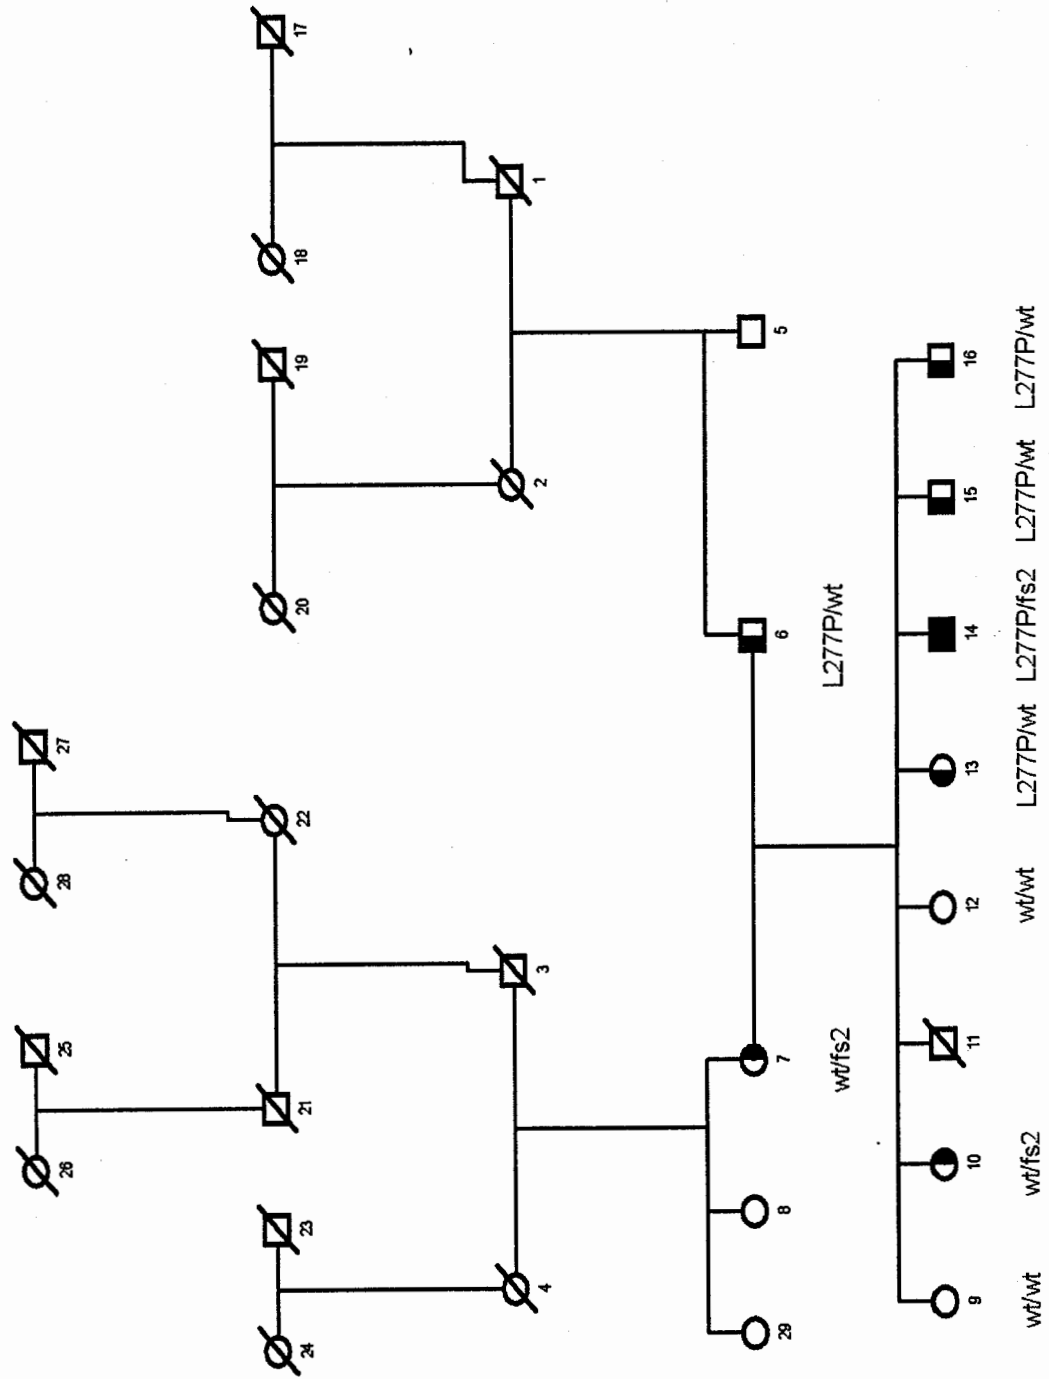 26 25 28 27
24 23 21 22 20 19 18 17
4 3 2 1
29 8 7 6 5
wt/fs2 L277P/wt
9 10 11 12 13 14 15 16
wt/wt wt/fs2 wt/wt L277P/wt L277P/fs2 L277P/wt L277P/wt